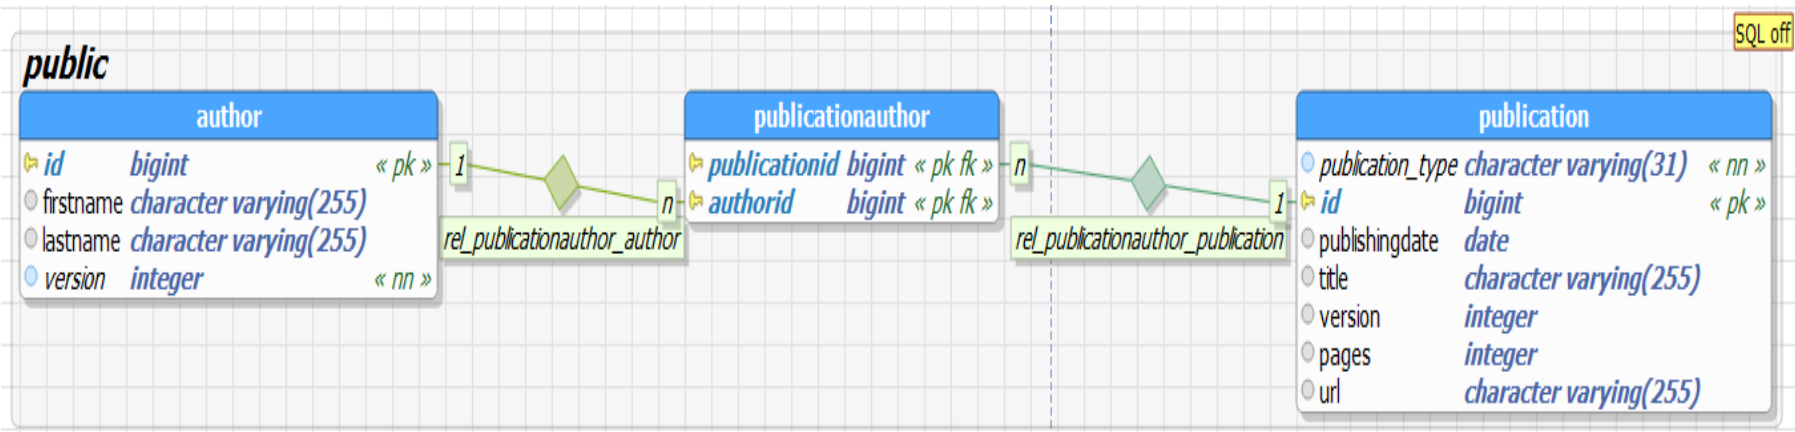 SQL off
public
author
id bigint « pk »
firstname character varying(255)
lastname character varying(255)
version integer « nn »
1
n
rel_publicationauthor_author
publicationauthor
publicationid bigint « pk fk »
authorid bigint « pk fk »
n
1
rel_publicationauthor_publication
publication
publication_type character varying(31) « nn »
id bigint « pk »
publishingdate date
title character varying(255)
version integer
pages integer
url character varying(255)